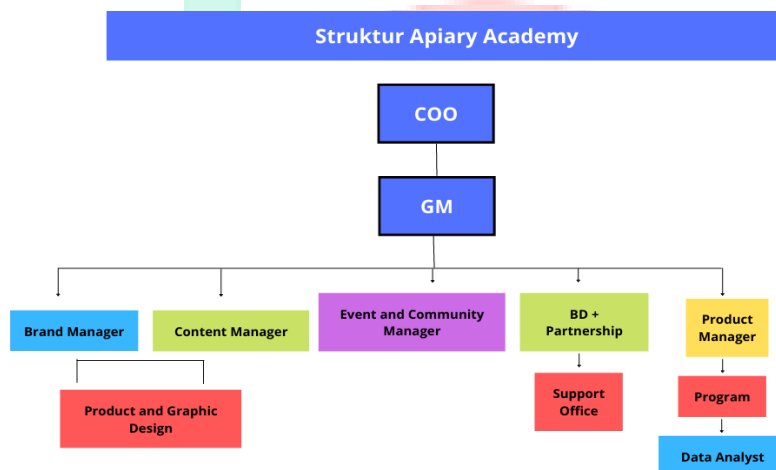 Struktur Apiary Academy
COO
GM
Brand Manager
Content Manager
Event and Community
Manager
BD +
Partnership
Product
Manager
Product and Graphic
Design
Support
Office
Program
Data Analyst